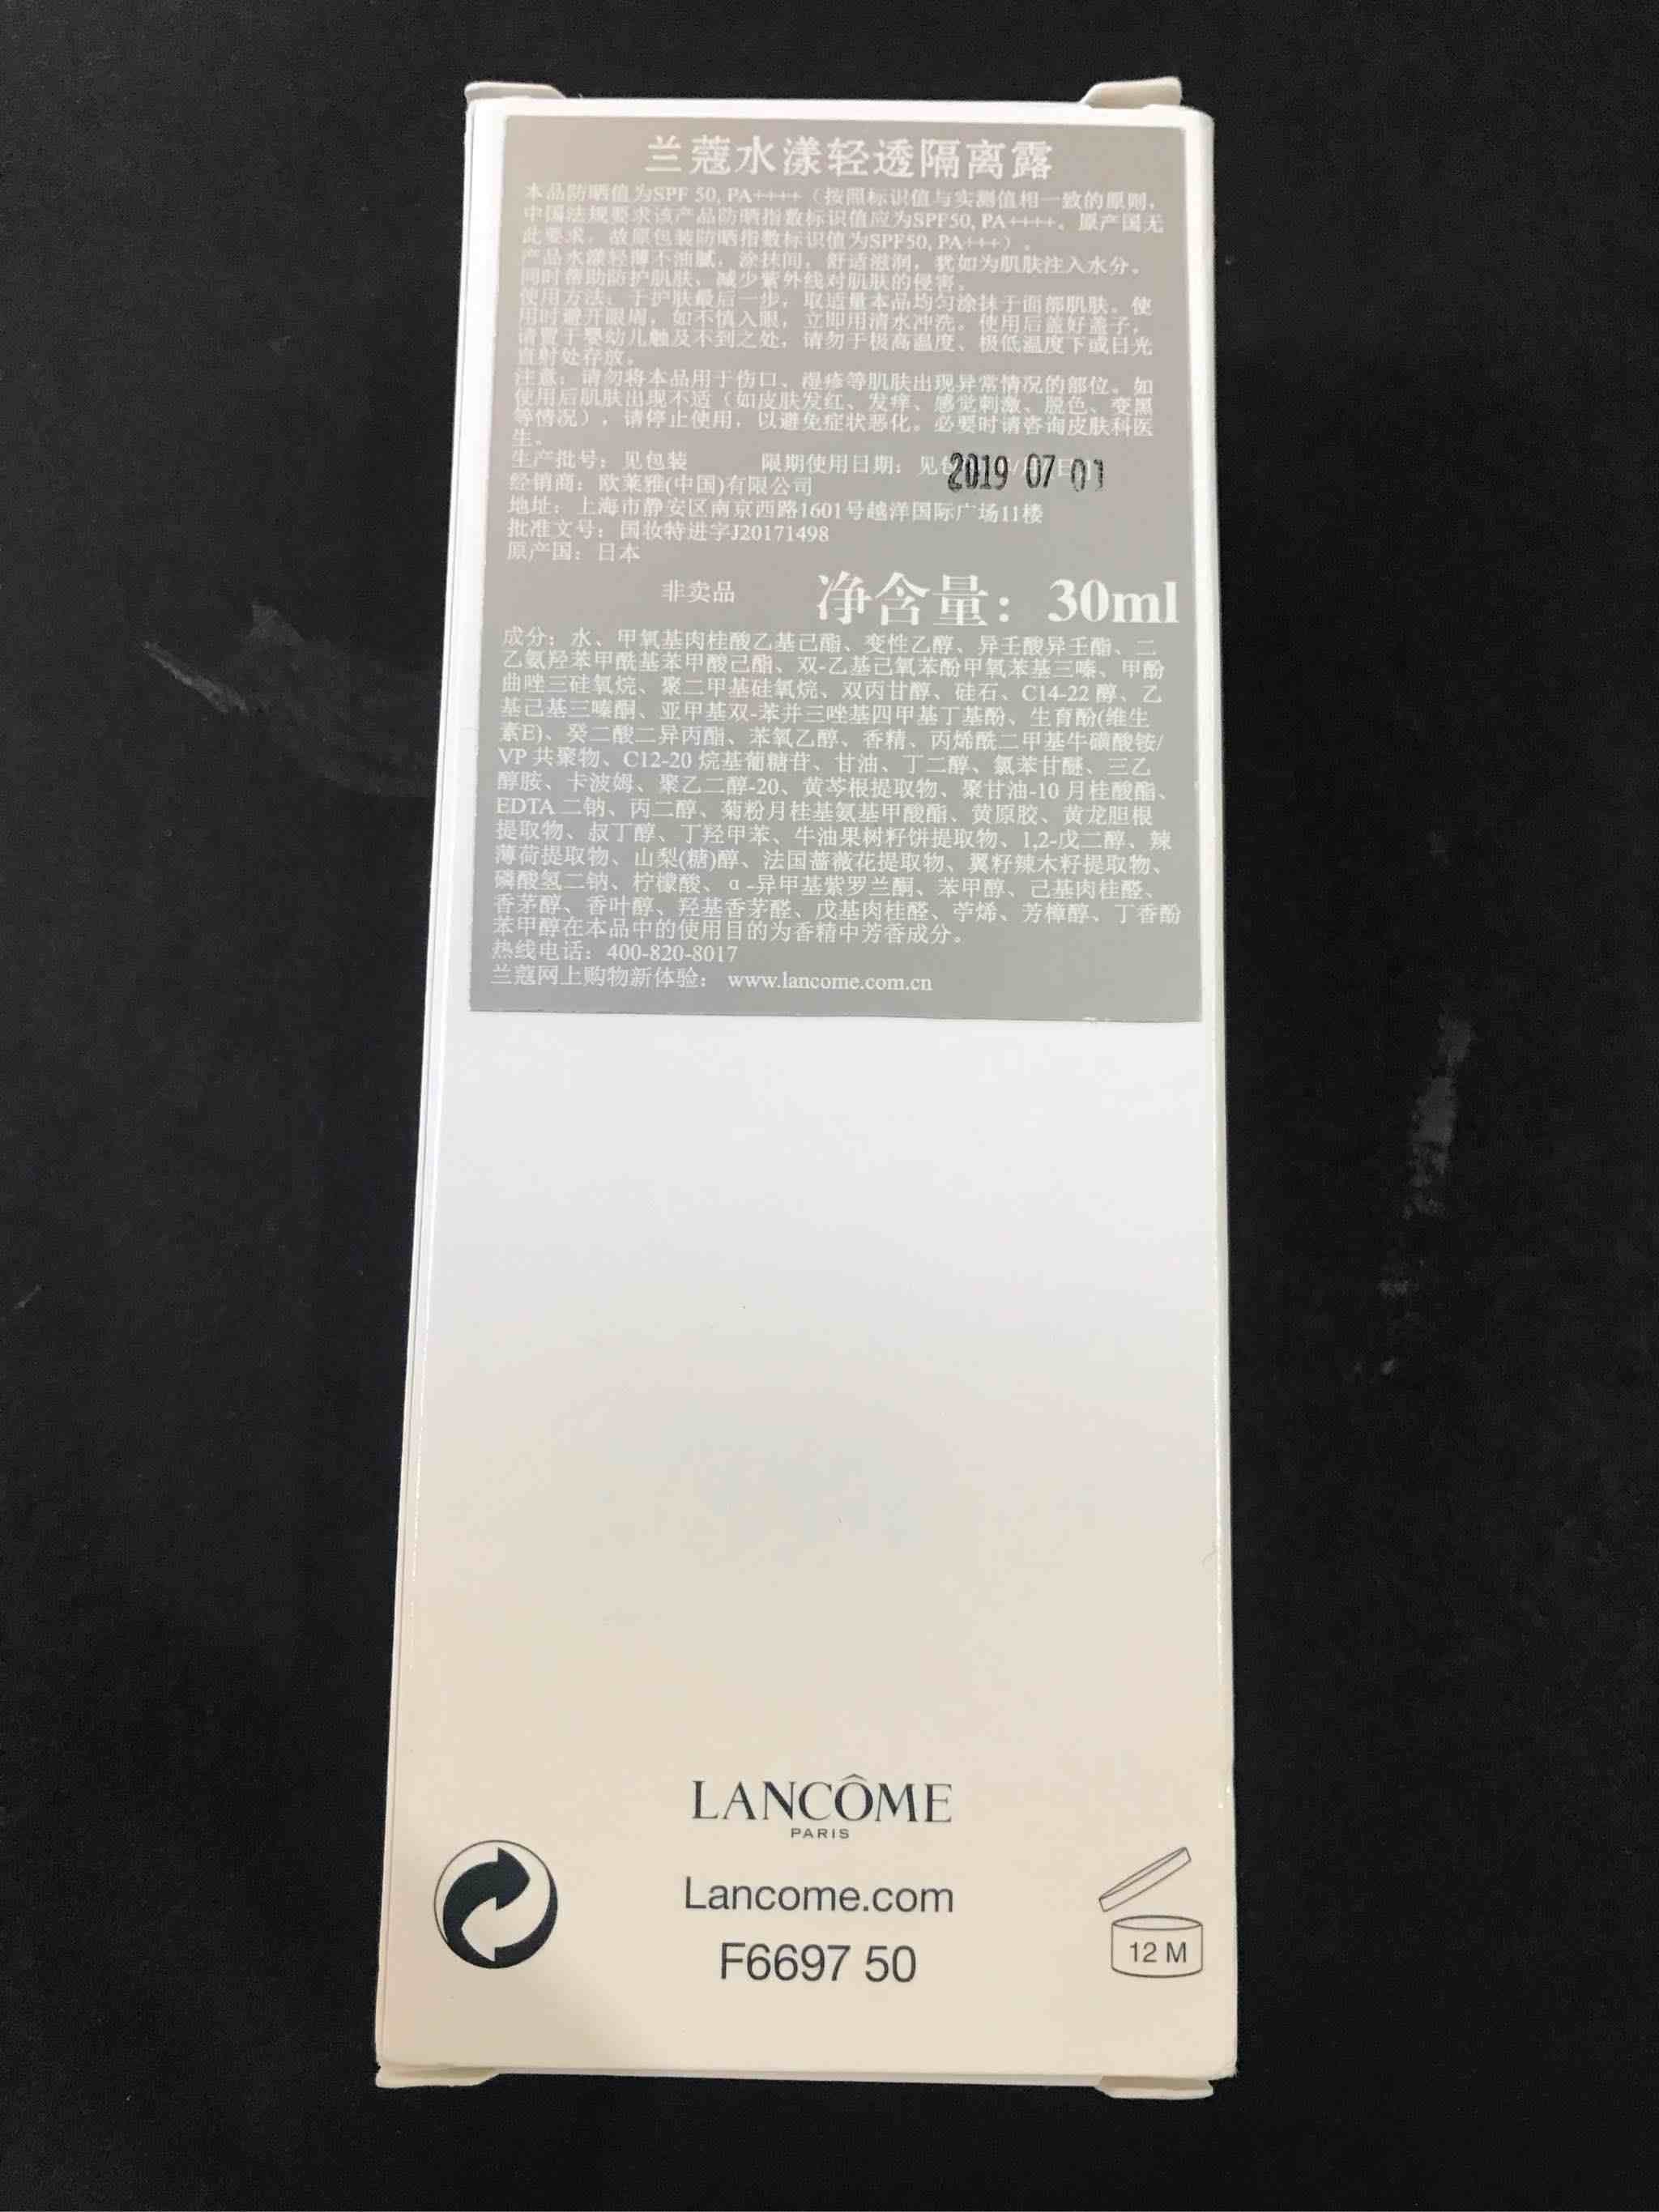 兰蔻水漾轻透隔离露
本品防晒值为SPF 50, PA++++（按照标识值与实测值相一致的原则，
中国法规要求该产品防晒指数标识值应为SPF50, PA++++。原产国无
此要求，故原包装防晒指数标识值为SPF50, PA+++）。
产品水漾轻薄不油腻，涂抹间，舒适滋润，犹如为肌肤注入水分。
同时帮助防护肌肤，减少紫外线对肌肤的侵害。
使用方法：于护肤最后一步，取适量本品均匀涂抹于面部肌肤。使
用时避开眼周，如不慎入眼，立即用清水冲洗。使用后盖好盖子，
请置于婴幼儿触及不到之处，请勿于极高温度、极低温度下或日光
直射处存放。
注意：请勿将本品用于伤口、湿疹等肌肤出现异常情况的部位。如
使用后肌肤出现不适（如皮肤发红、发痒、感觉刺激、脱色、变黑
等情况），请停止使用，以避免症状恶化。必要时请咨询皮肤科医
生。
生产批号：见包装 限期使用日期：见 2019 07 01
经销商：欧莱雅(中国)有限公司
地址：上海市静安区南京西路1601号越洋国际广场11楼
批准文号：国妆特进字J20171498
原产国：日本
非卖品 净含量：30ml
成分：水、甲氧基肉桂酸乙基己酯、变性乙醇、异壬酸异壬酯、二
乙氨羟苯甲酰基苯甲酸己酯、双-乙基己氧苯酚甲氧苯基三嗪、甲酚
曲唑三硅氧烷、聚二甲基硅氧烷、双丙甘醇、硅石、C14-22 醇、乙
基己基三嗪酮、亚甲基双-苯并三唑基四甲基丁基酚、生育酚(维生
素E)、癸二酸二异丙酯、苯氧乙醇、香精、丙烯酰二甲基牛磺酸铵/
VP 共聚物、C12-20 烷基葡糖苷、甘油、丁二醇、氯苯甘醚、三乙
醇胺、卡波姆、聚乙二醇-20、黄芩根提取物、聚甘油-10 月桂酸酯、
EDTA 二钠、丙二醇、菊粉月桂基氨基甲酸酯、黄原胶、黄龙胆根
提取物、叔丁醇、丁羟甲苯、牛油果树籽饼提取物、1,2-戊二醇、辣
薄荷提取物、山梨(糖)醇、法国蔷薇花提取物、翼籽辣木籽提取物、
磷酸氢二钠、柠檬酸、α-异甲基紫罗兰酮、苯甲醇、己基肉桂醛、
香茅醇、香叶醇、羟基香茅醛、戊基肉桂醛、苧烯、芳樟醇、丁香酚
苯甲醇在本品中的使用目的为香精中芳香成分。
热线电话：400-820-8017
兰蔻网上购物新体验：www.lancome.com.cn
LANCÔME
PARIS
Lancome.com
F6697 50
12 M